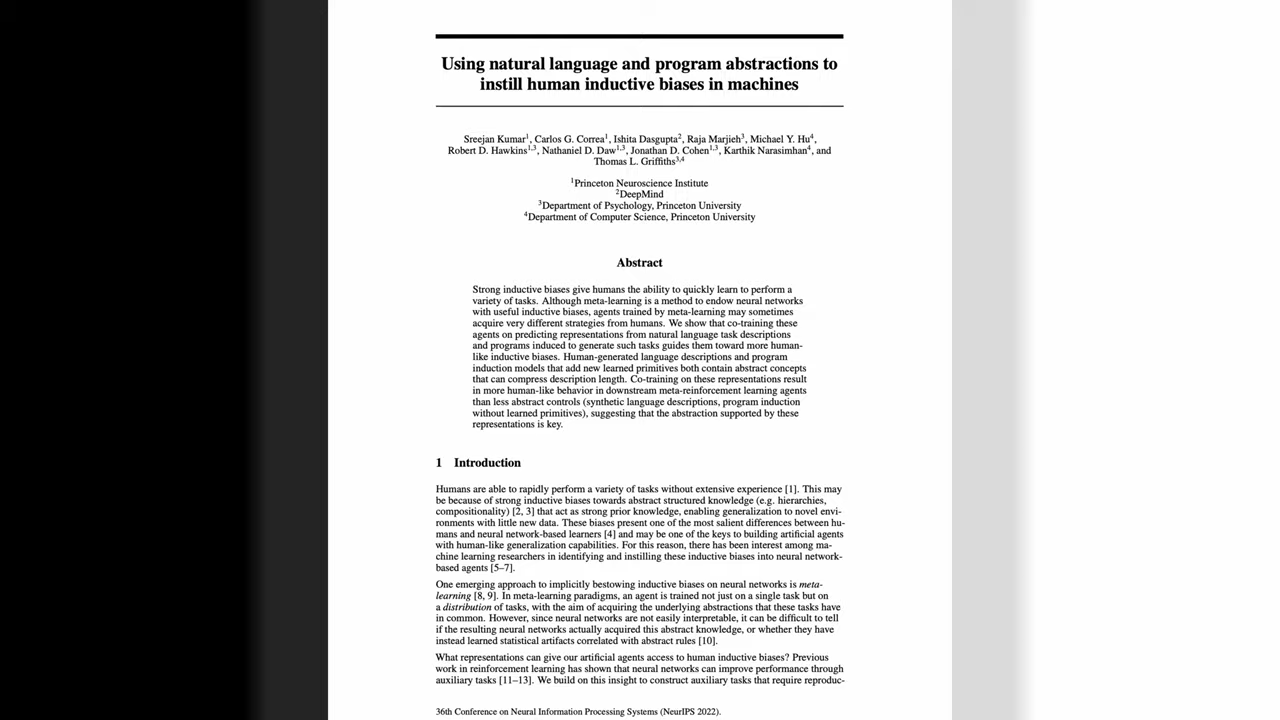 Using natural language and program abstractions to
instill human inductive biases in machines
Sreejan Kumar1, Carlos G. Correa1, Ishita Dasgupta2, Raja Marjieh3, Michael Y. Hu4,
Robert D. Hawkins1,3, Nathaniel D. Daw1,3, Jonathan D. Cohen1,3, Karthik Narasimhan4, and
Thomas L. Griffiths3,4
1Princeton Neuroscience Institute
2DeepMind
3Department of Psychology, Princeton University
4Department of Computer Science, Princeton University
Abstract
Strong inductive biases give humans the ability to quickly learn to perform a
variety of tasks. Although meta-learning is a method to endow neural networks
with useful inductive biases, agents trained by meta-learning may sometimes
acquire very different strategies from humans. We show that co-training these
agents on predicting representations from natural language task descriptions
and programs induced to generate such tasks guides them toward more human-
like inductive biases. Human-generated language descriptions and program
induction models that add new learned primitives both contain abstract concepts
that can compress description length. Co-training on these representations result
in more human-like behavior in downstream meta-reinforcement learning agents
than less abstract controls (synthetic language descriptions, program induction
without learned primitives), suggesting that the abstraction supported by these
representations is key.
1 Introduction
Humans are able to rapidly perform a variety of tasks without extensive experience [1]. This may
be because of strong inductive biases towards abstract structured knowledge (e.g. hierarchies,
compositionality) [2, 3] that act as strong prior knowledge, enabling generalization to novel envi-
ronments with little new data. These biases present one of the most salient differences between hu-
mans and neural network-based learners [4] and may be one of the keys to building artificial agents
with human-like generalization capabilities. For this reason, there has been interest among ma-
chine learning researchers in identifying and instilling these inductive biases into neural network-
based agents [5–7].
One emerging approach to implicitly bestowing inductive biases on neural networks is meta-
learning [8, 9]. In meta-learning paradigms, an agent is trained not just on a single task but on
a distribution of tasks, with the aim of acquiring the underlying abstractions that these tasks have
in common. However, since neural networks are not easily interpretable, it can be difficult to tell
if the resulting neural networks actually acquired this abstract knowledge, or whether they have
instead learned statistical artifacts correlated with abstract rules [10].
What representations can give our artificial agents access to human inductive biases? Previous
work in reinforcement learning has shown that neural networks can improve performance through
auxiliary tasks [11–13]. We build on this insight to construct auxiliary tasks that require reproduc-
36th Conference on Neural Information Processing Systems (NeurIPS 2022).